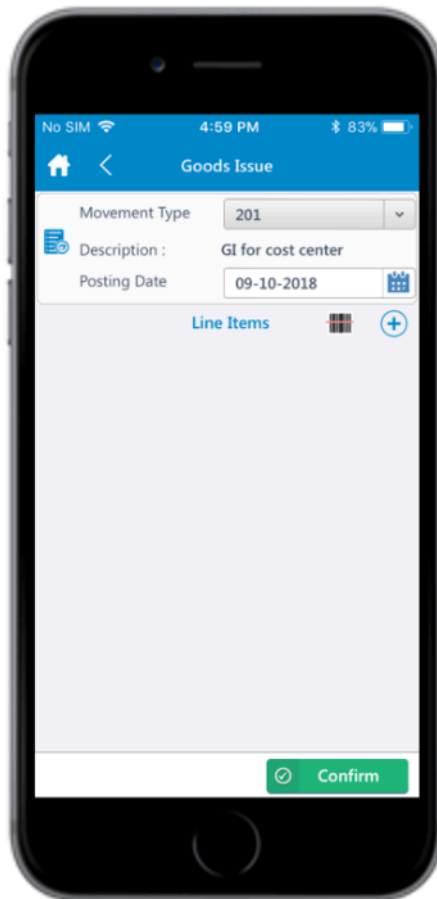 No SIM 4:59 PM 83%
Goods Issue
Movement Type 201
Description : GI for cost center
Posting Date 09-10-2018
Line Items
Confirm